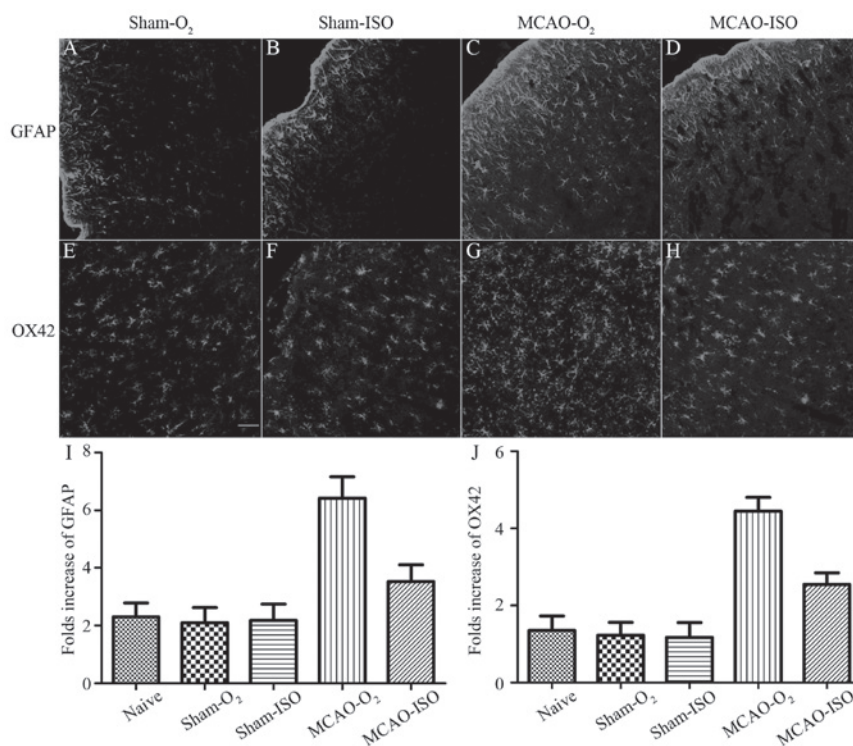 Sham-O₂ Sham-ISO MCAO-O₂ MCAO-ISO
A B C D
GFAP
E F G H
OX42
I
8
6
4
2
0
Folds increase of GFAP
Naive Sham-O₂ Sham-ISO MCAO-O₂ MCAO-ISO
J
6
4
2
0
Folds increase of OX42
Naive Sham-O₂ Sham-ISO MCAO-O₂ MCAO-ISO